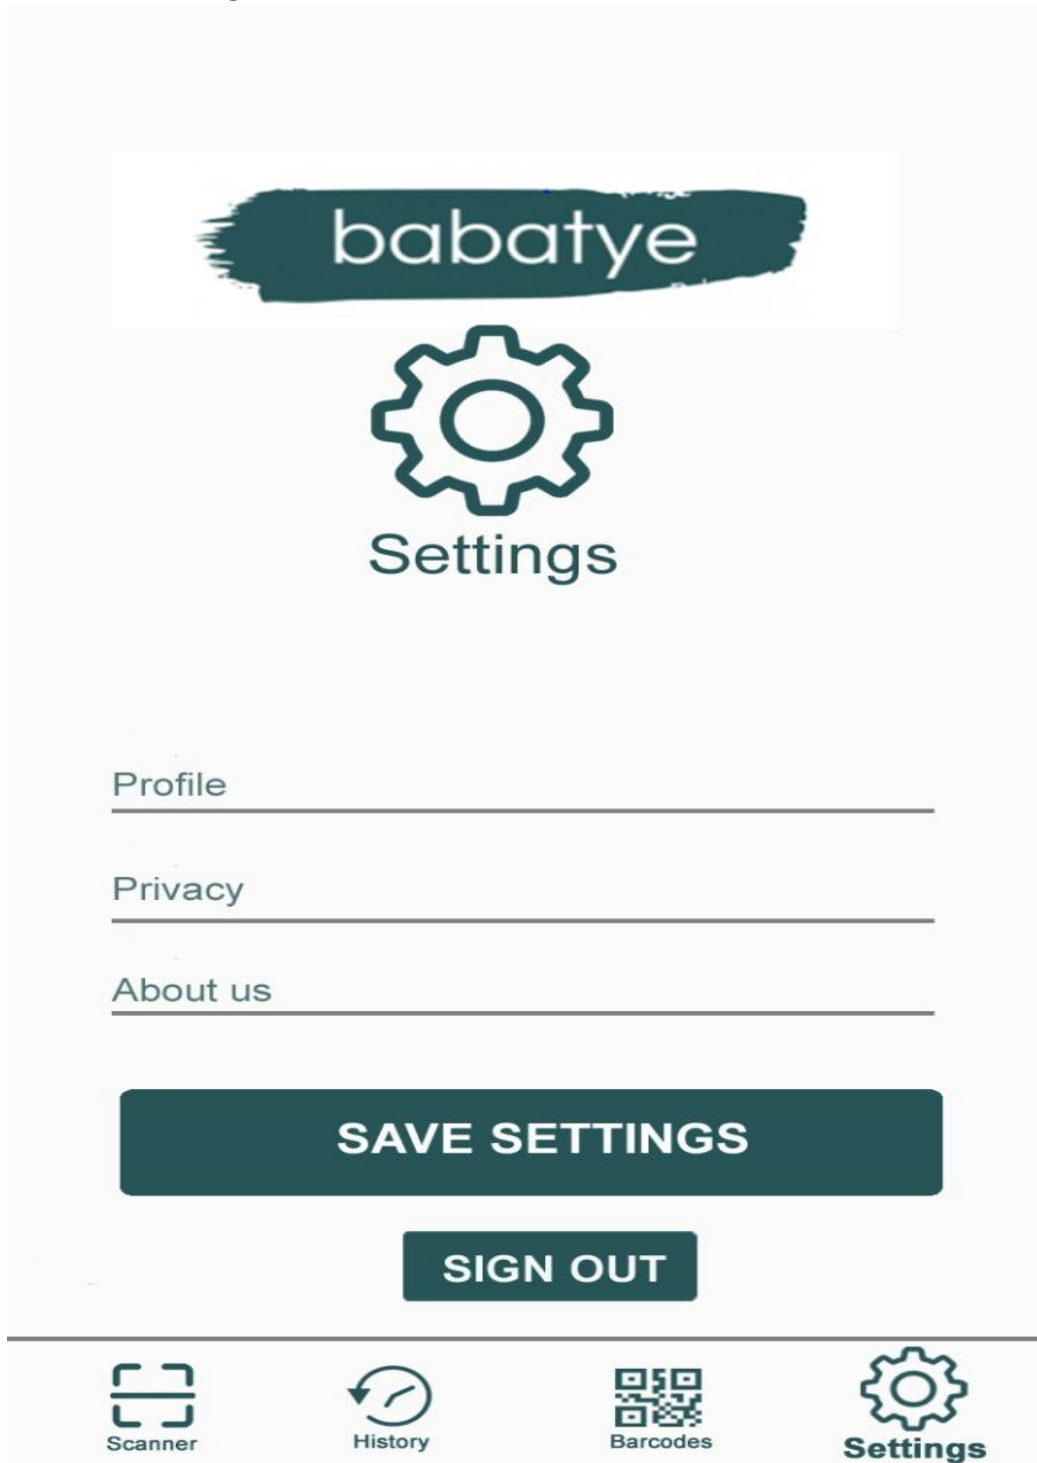 babatye
Settings
Profile
Privacy
About us
SAVE SETTINGS
SIGN OUT
Scanner History Barcodes Settings